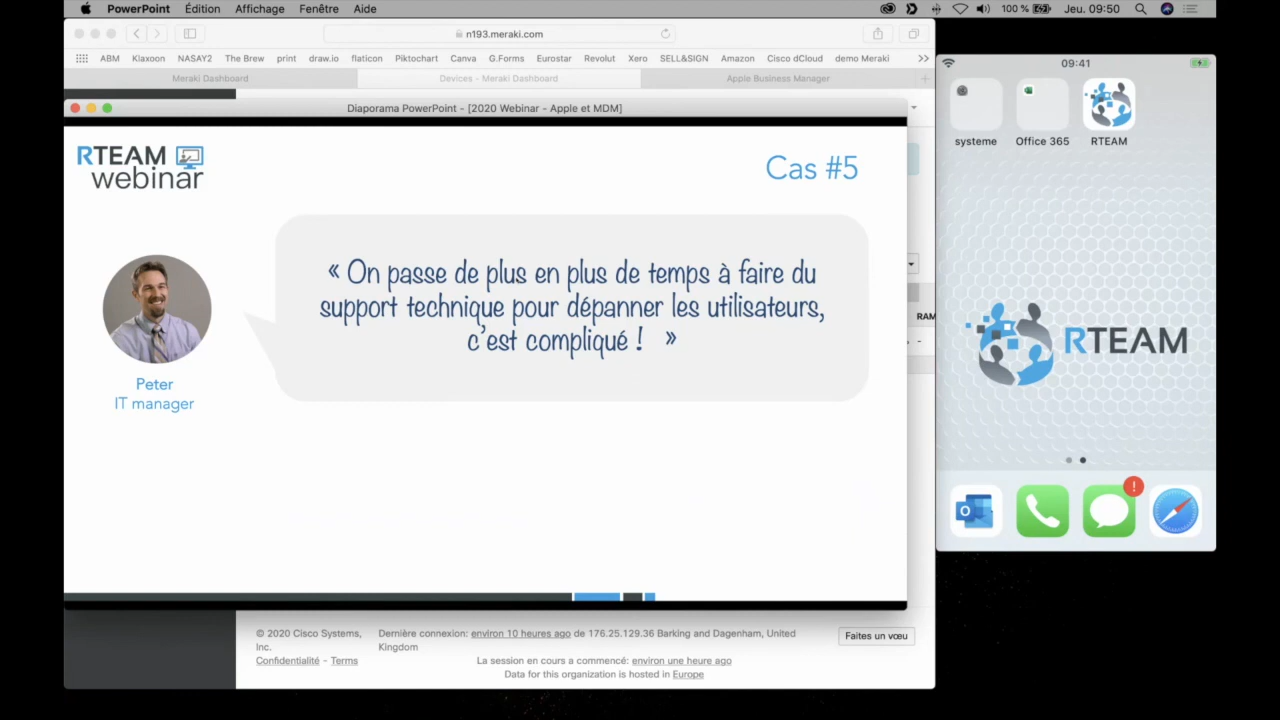 PowerPoint Édition Affichage Fenêtre Aide
100 % Jeu. 09:50
n193.meraki.com
ABM Klaxoon NASAY2 The Brew print draw.io flaticon Piktochart Canva G.Forms Eurostar Revolut Xero SELL&SIGN Amazon Cisco dCloud demo Meraki
Meraki Dashboard Devices - Meraki Dashboard Apple Business Manager
Diaporama PowerPoint - [2020 Webinar - Apple et MDM]
RTEAM
webinar
Cas #5
« On passe de plus en plus de temps à faire du
support technique pour dépanner les utilisateurs,
c'est compliqué ! »
Peter
IT manager
RAM
© 2020 Cisco Systems,
Inc.
Confidentialité - Terms
Dernière connexion: environ 10 heures ago de 176.25.129.36 Barking and Dagenham, United
Kingdom
La session en cours a commencé: environ une heure ago
Data for this organization is hosted in Europe
Faites un vœu
09:41
systeme Office 365 RTEAM
RTEAM